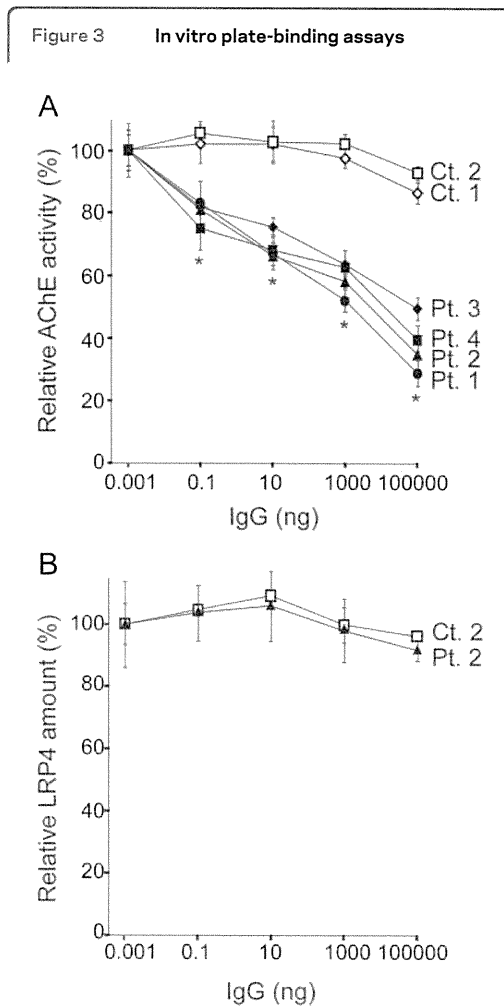 Figure 3 In vitro plate-binding assays
A
Relative AChE activity (%)
100
80
60
40
20
0
Ct. 2
Ct. 1
Pt. 3
Pt. 4
Pt. 2
Pt. 1
*
*
*
*
0.001 0.1 10 1000 100000
IgG (ng)
B
Relative LRP4 amount (%)
100
80
60
40
20
0
Ct. 2
Pt. 2
0.001 0.1 10 1000 100000
IgG (ng)